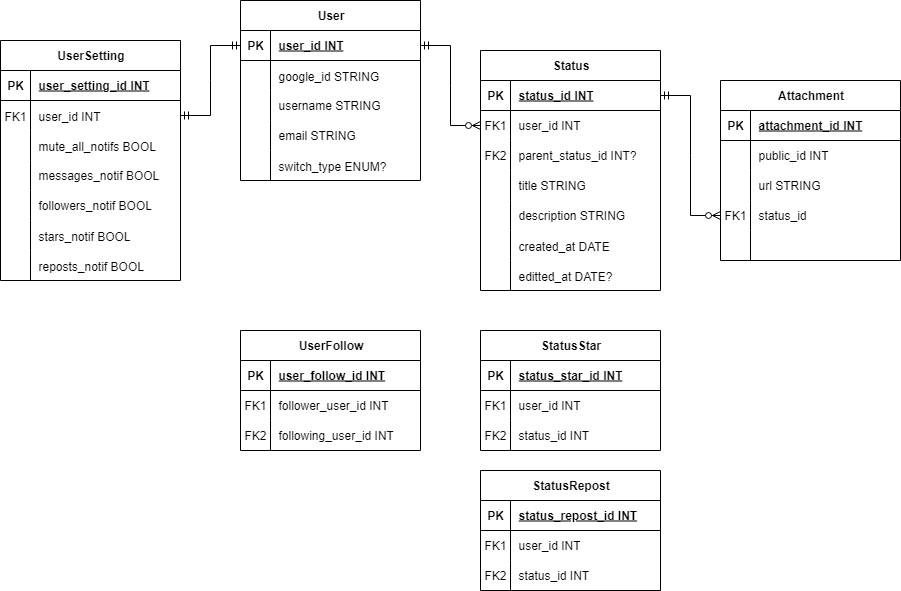 User
PK user_id INT
google_id STRING
username STRING
email STRING
switch_type ENUM?
UserSetting
PK user_setting_id INT
FK1 user_id INT
mute_all_notifs BOOL
messages_notif BOOL
followers_notif BOOL
stars_notif BOOL
reposts_notif BOOL
Status
PK status_id INT
FK1 user_id INT
FK2 parent_status_id INT?
title STRING
description STRING
created_at DATE
editted_at DATE?
Attachment
PK attachment_id INT
public_id INT
url STRING
FK1 status_id
UserFollow
PK user_follow_id INT
FK1 follower_user_id INT
FK2 following_user_id INT
StatusStar
PK status_star_id INT
FK1 user_id INT
FK2 status_id INT
StatusRepost
PK status_repost_id INT
FK1 user_id INT
FK2 status_id INT